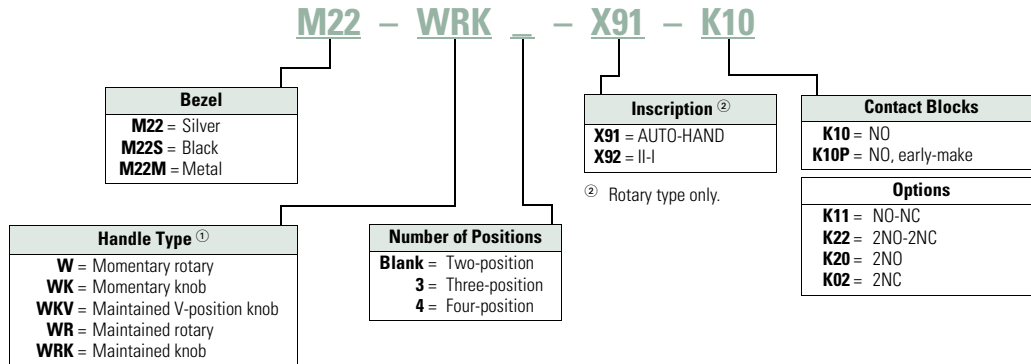 M22 – WRK _ – X91 – K10
Bezel
M22 = Silver
M22S = Black
M22M = Metal
Inscription ②
X91 = AUTO-HAND
X92 = II-I
② Rotary type only.
Contact Blocks
K10 = NO
K10P = NO, early-make
Options
K11 = NO-NC
K22 = 2NO-2NC
K20 = 2NO
K02 = 2NC
Handle Type ①
W = Momentary rotary
WK = Momentary knob
WKV = Maintained V-position knob
WR = Maintained rotary
WRK = Maintained knob
Number of Positions
Blank = Two-position
3 = Three-position
4 = Four-position